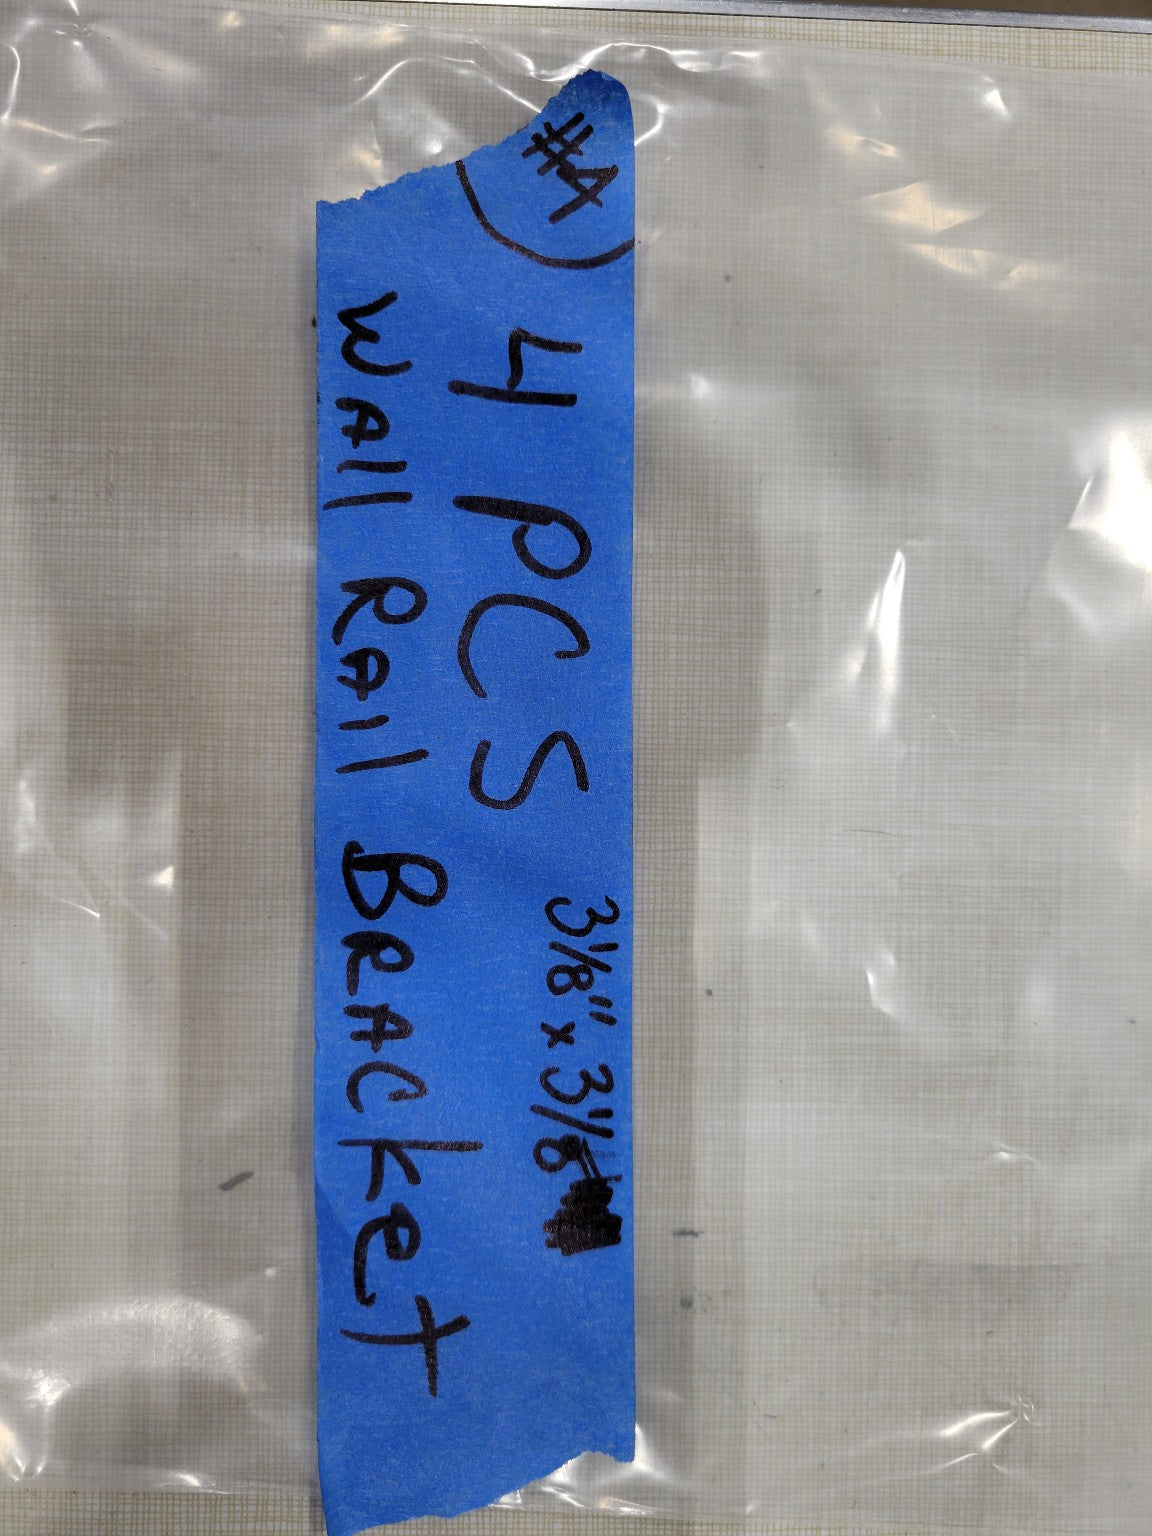 #4
4 PCS 3 1/8" x 3 1/8
Wall Rail Bracket